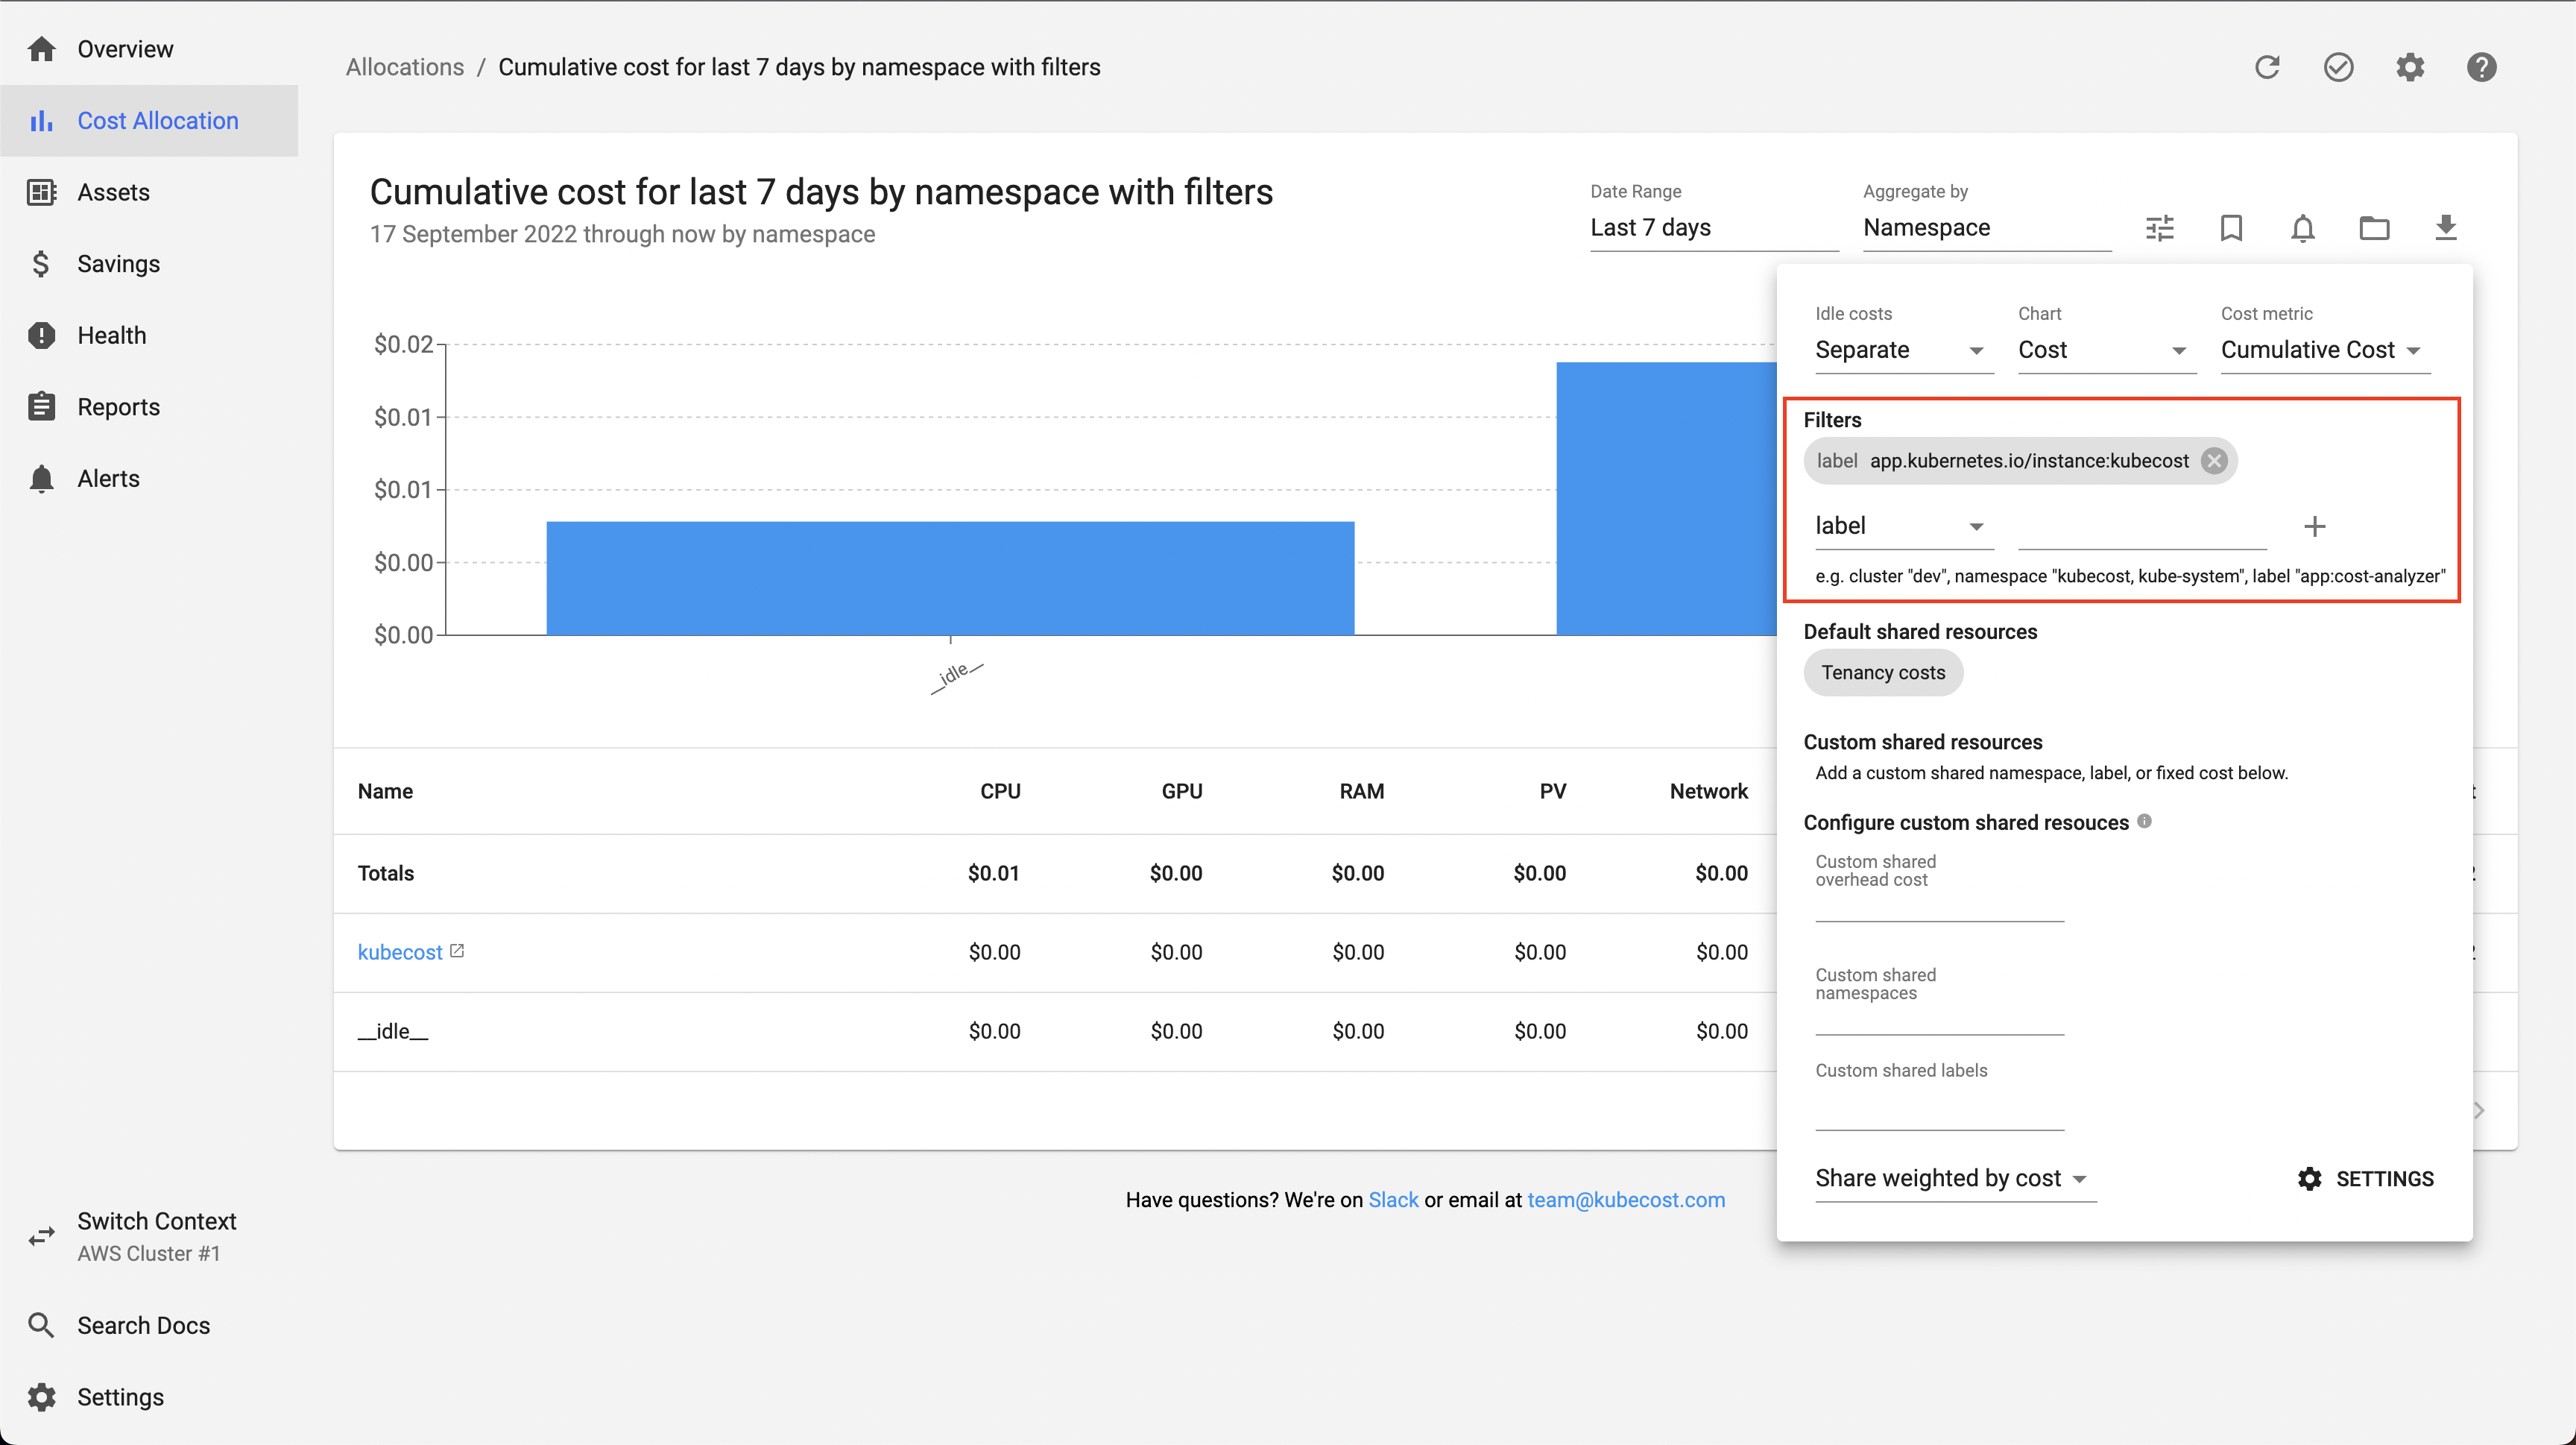 Overview
Cost Allocation
Assets
Savings
Health
Reports
Alerts
Switch Context
AWS Cluster #1
Search Docs
Settings
Allocations / Cumulative cost for last 7 days by namespace with filters
Cumulative cost for last 7 days by namespace with filters
17 September 2022 through now by namespace
Date Range
Last 7 days
Aggregate by
Namespace
$0.02
$0.01
$0.01
$0.00
$0.00
__idle__
Name CPU GPU RAM PV Network
Totals $0.01 $0.00 $0.00 $0.00 $0.00
kubecost $0.00 $0.00 $0.00 $0.00 $0.00
__idle__ $0.00 $0.00 $0.00 $0.00 $0.00
Idle costs
Separate
Chart
Cost
Cost metric
Cumulative Cost
Filters
label app.kubernetes.io/instance:kubecost
label
e.g. cluster "dev", namespace "kubecost, kube-system", label "app:cost-analyzer"
Default shared resources
Tenancy costs
Custom shared resources
Add a custom shared namespace, label, or fixed cost below.
Configure custom shared resouces
Custom shared
overhead cost
Custom shared
namespaces
Custom shared labels
Share weighted by cost
SETTINGS
Have questions? We're on Slack or email at team@kubecost.com